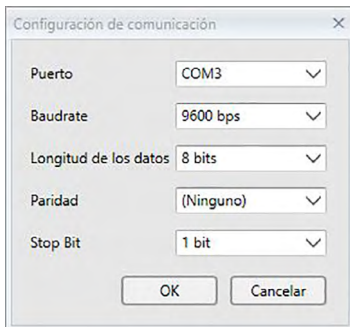 Configuración de comunicación
Puerto COM3
Baudrate 9600 bps
Longitud de los datos 8 bits
Paridad (Ninguno)
Stop Bit 1 bit
OK Cancelar